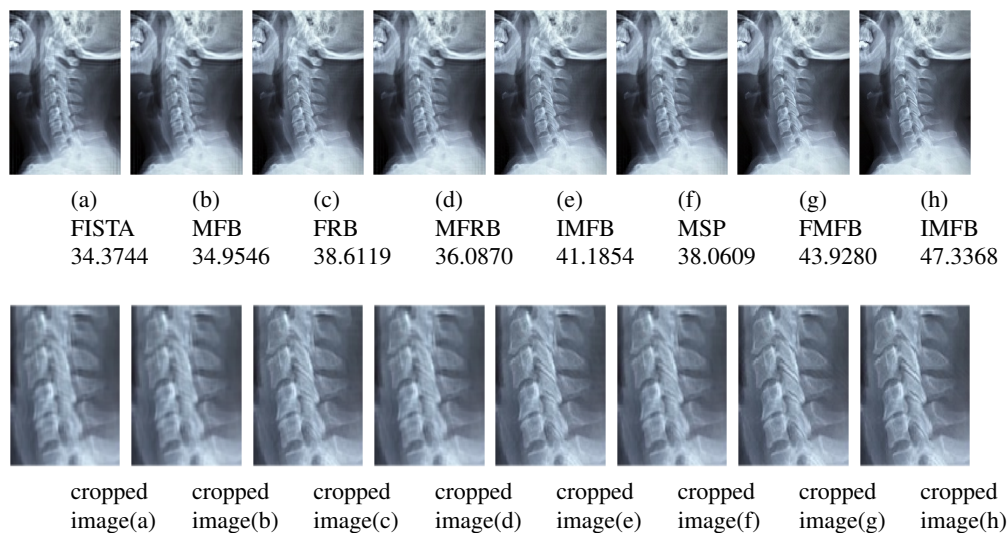 (a) (b) (c) (d) (e) (f) (g) (h)
FISTA MFB FRB MFRB IMFB MSP FMFB IMFB
34.3744 34.9546 38.6119 36.0870 41.1854 38.0609 43.9280 47.3368
cropped cropped cropped cropped cropped cropped cropped cropped
image(a) image(b) image(c) image(d) image(e) image(f) image(g) image(h)